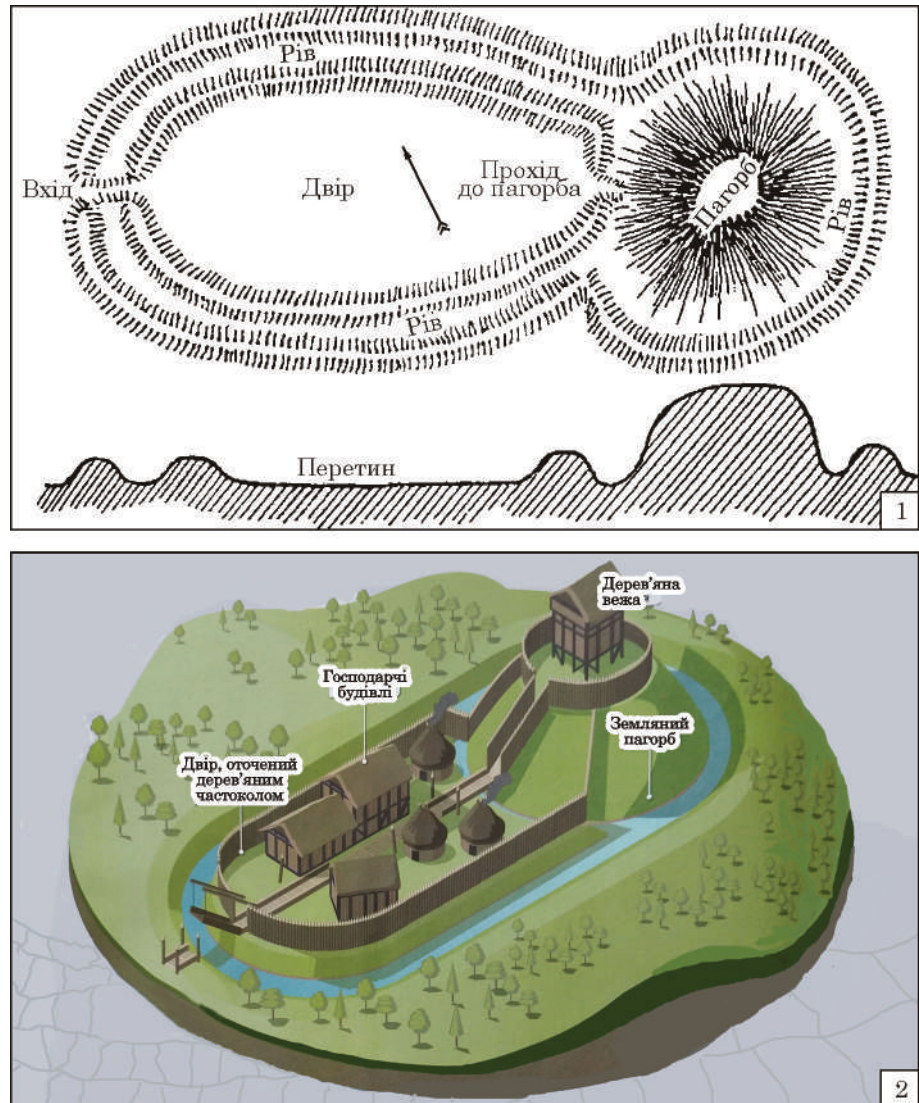 Рів
Вхід
Двір
Прохід
до пагорба
Пагорб
Рів
Рів
Перетин
1
Дерев'яна
вежа
Господарчі
будівлі
Земляний
пагорб
Двір, оточений
дерев'яним
частоколом
2